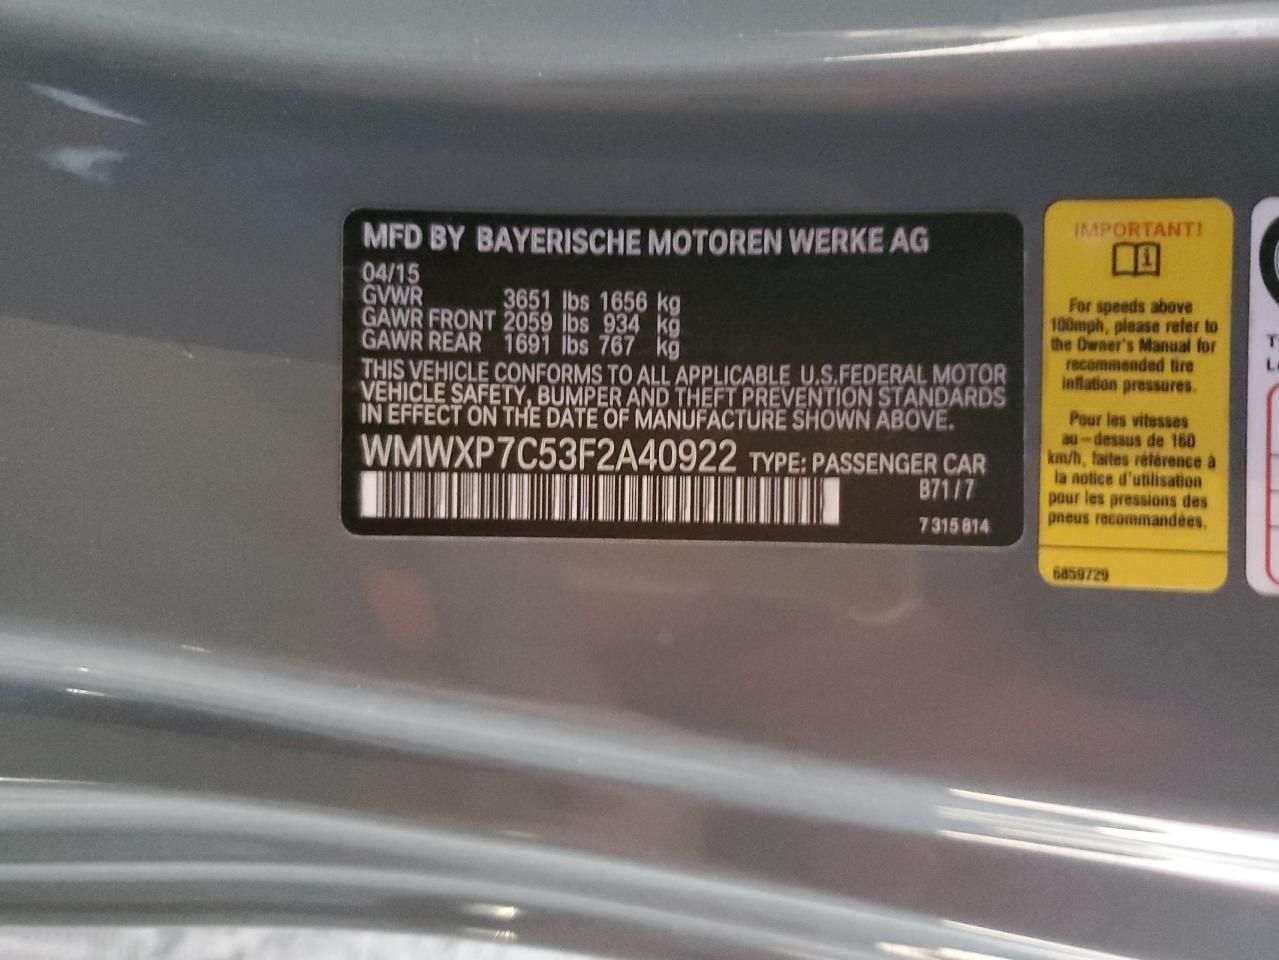 MFD BY BAYERISCHE MOTOREN WERKE AG
04/15
GVWR 3651 lbs 1656 kg
GAWR FRONT 2059 lbs 934 kg
GAWR REAR 1691 lbs 767 kg
THIS VEHICLE CONFORMS TO ALL APPLICABLE U.S.FEDERAL MOTOR
VEHICLE SAFETY, BUMPER AND THEFT PREVENTION STANDARDS
IN EFFECT ON THE DATE OF MANUFACTURE SHOWN ABOVE.
WMWXP7C53F2A40922 TYPE: PASSENGER CAR
B71/7
7315814
IMPORTANT!
For speeds above
100mph, please refer to
the Owner's Manual for
recommended tire
inflation pressures.
Pour les vitesses
au-dessus de 160
km/h, faites référence à
la notice d'utilisation
pour les pressions des
pneus recommandées.
6859729